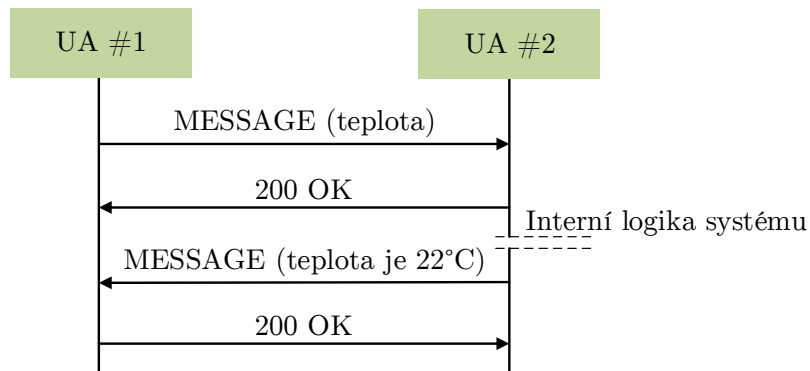 UA #1
UA #2
MESSAGE (teplota)
200 OK
Interní logika systému
MESSAGE (teplota je 22°C)
200 OK